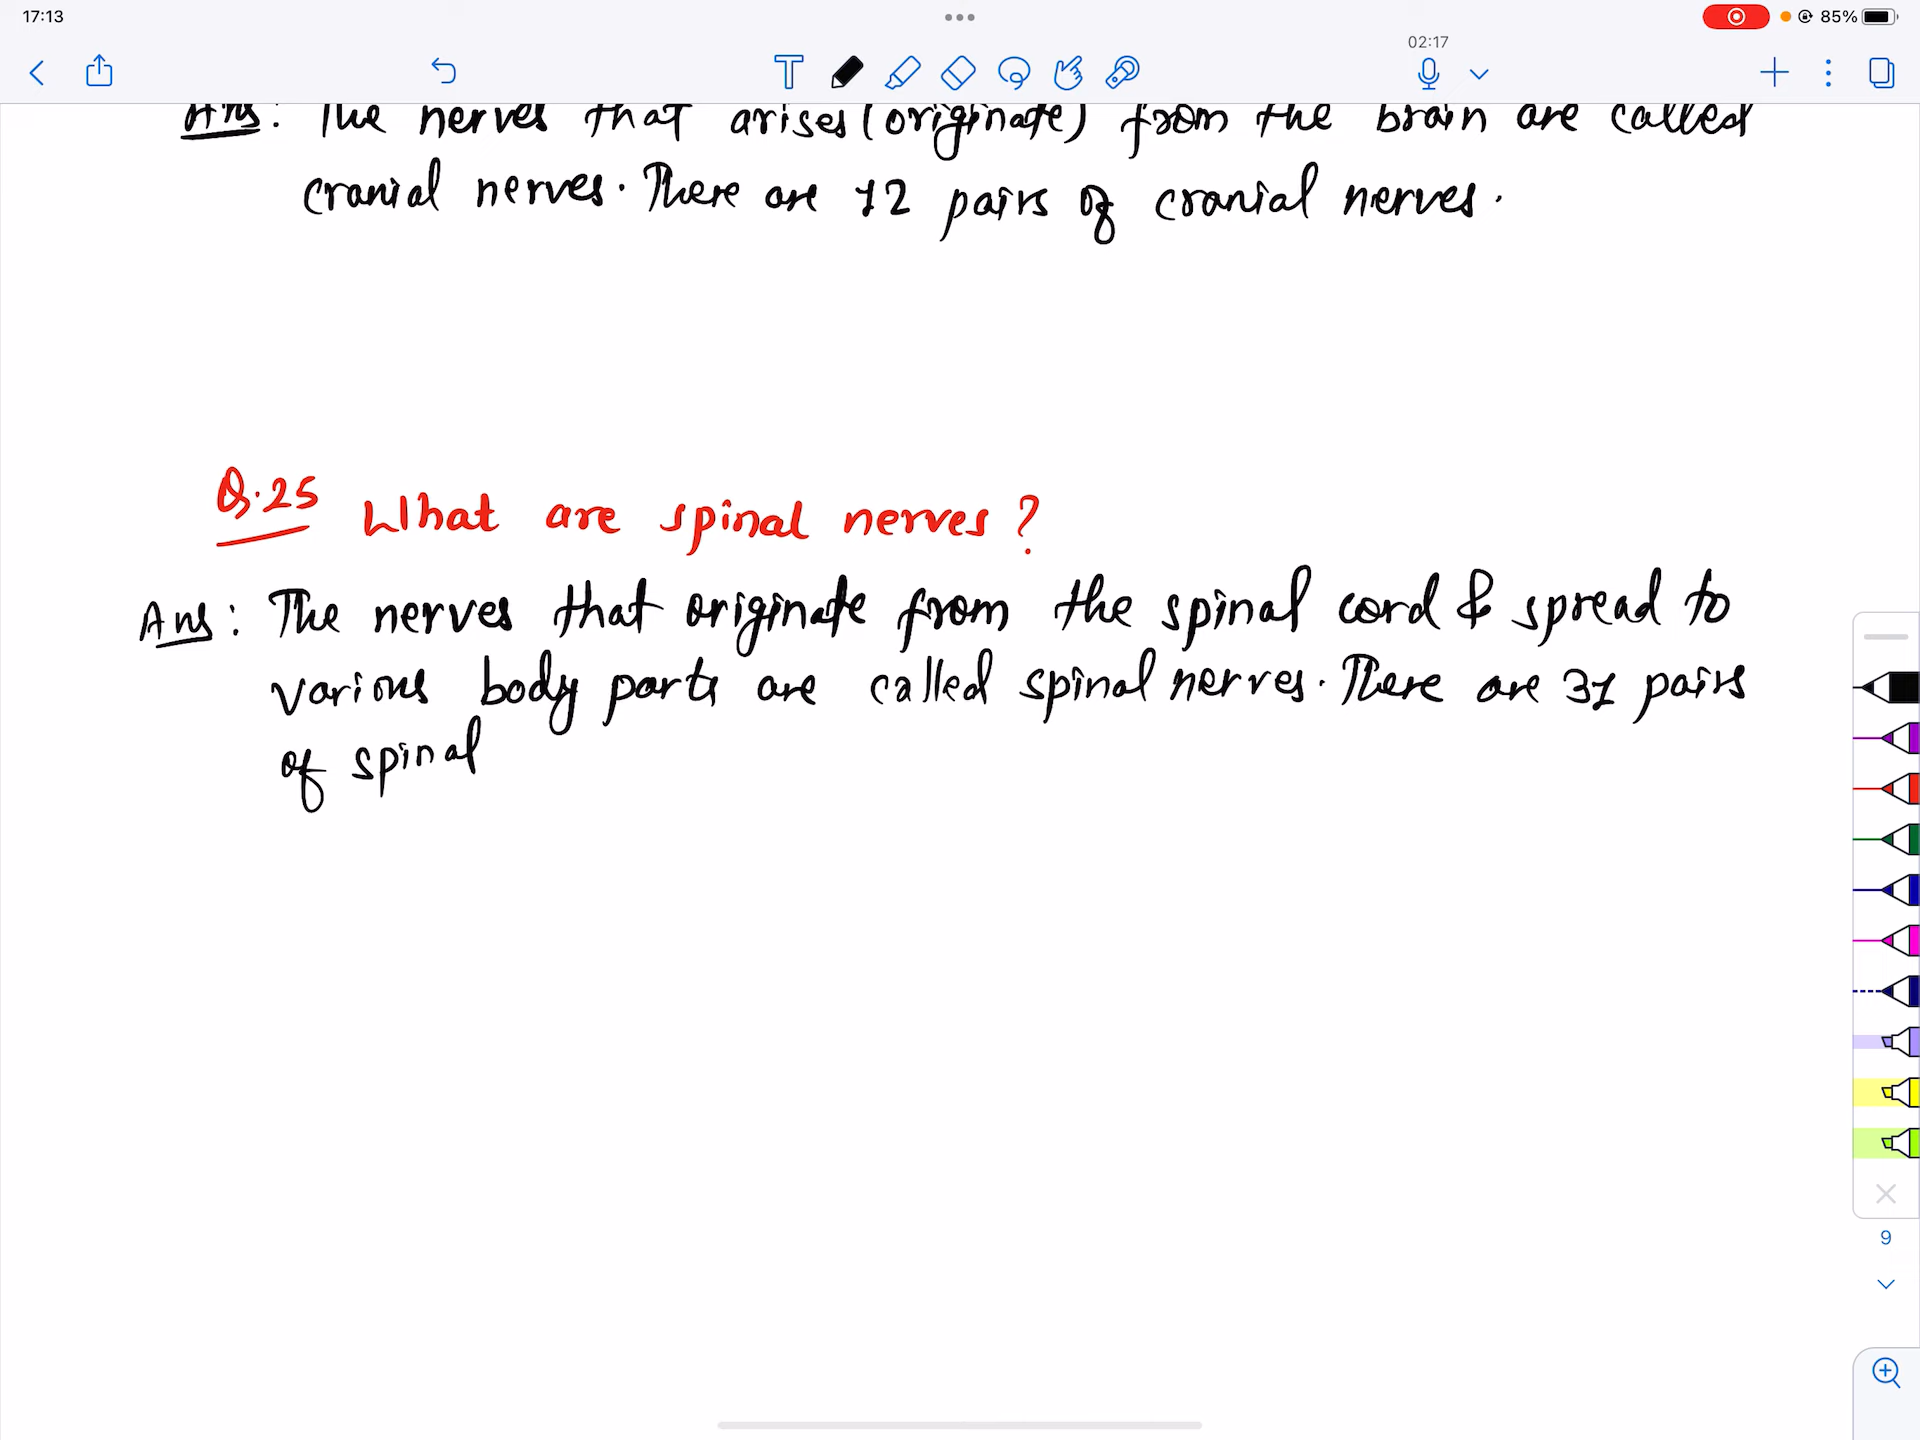 17:13
85%
02:17
T
Ans: The nerves that arises (originate) from the brain are called
cranial nerves. There are 12 pairs of cranial nerves.
Q.25 What are spinal nerves?
Ans: The nerves that originate from the spinal cord & spread to
various body parts are called spinal nerves. There are 31 pairs
of spinal
9